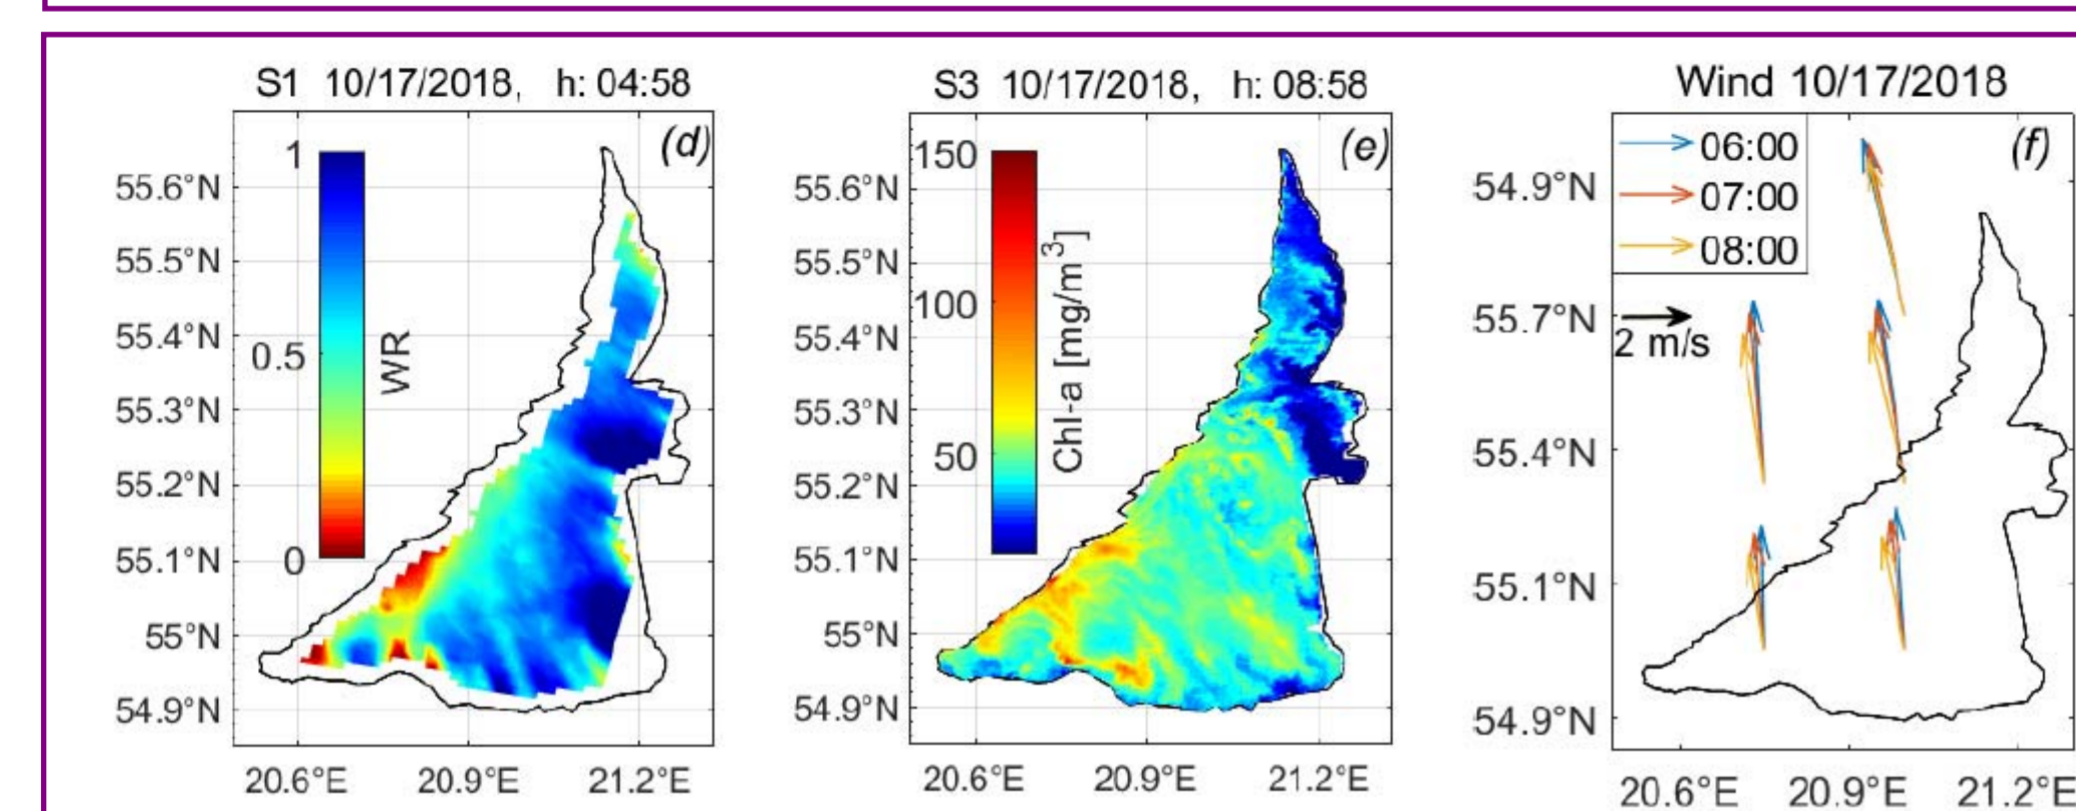 S1 10/17/2018, h: 04:58
(d)
1
0.5
0
WR
55.6°N
55.5°N
55.4°N
55.3°N
55.2°N
55.1°N
55°N
54.9°N
20.6°E 20.9°E 21.2°E
S3 10/17/2018, h: 08:58
(e)
150
100
50
Chl-a [mg/m³]
55.6°N
55.5°N
55.4°N
55.3°N
55.2°N
55.1°N
55°N
54.9°N
20.6°E 20.9°E 21.2°E
Wind 10/17/2018
(f)
06:00
07:00
08:00
2 m/s
54.9°N
55.7°N
55.4°N
55.1°N
54.9°N
20.6°E 20.9°E 21.2°E